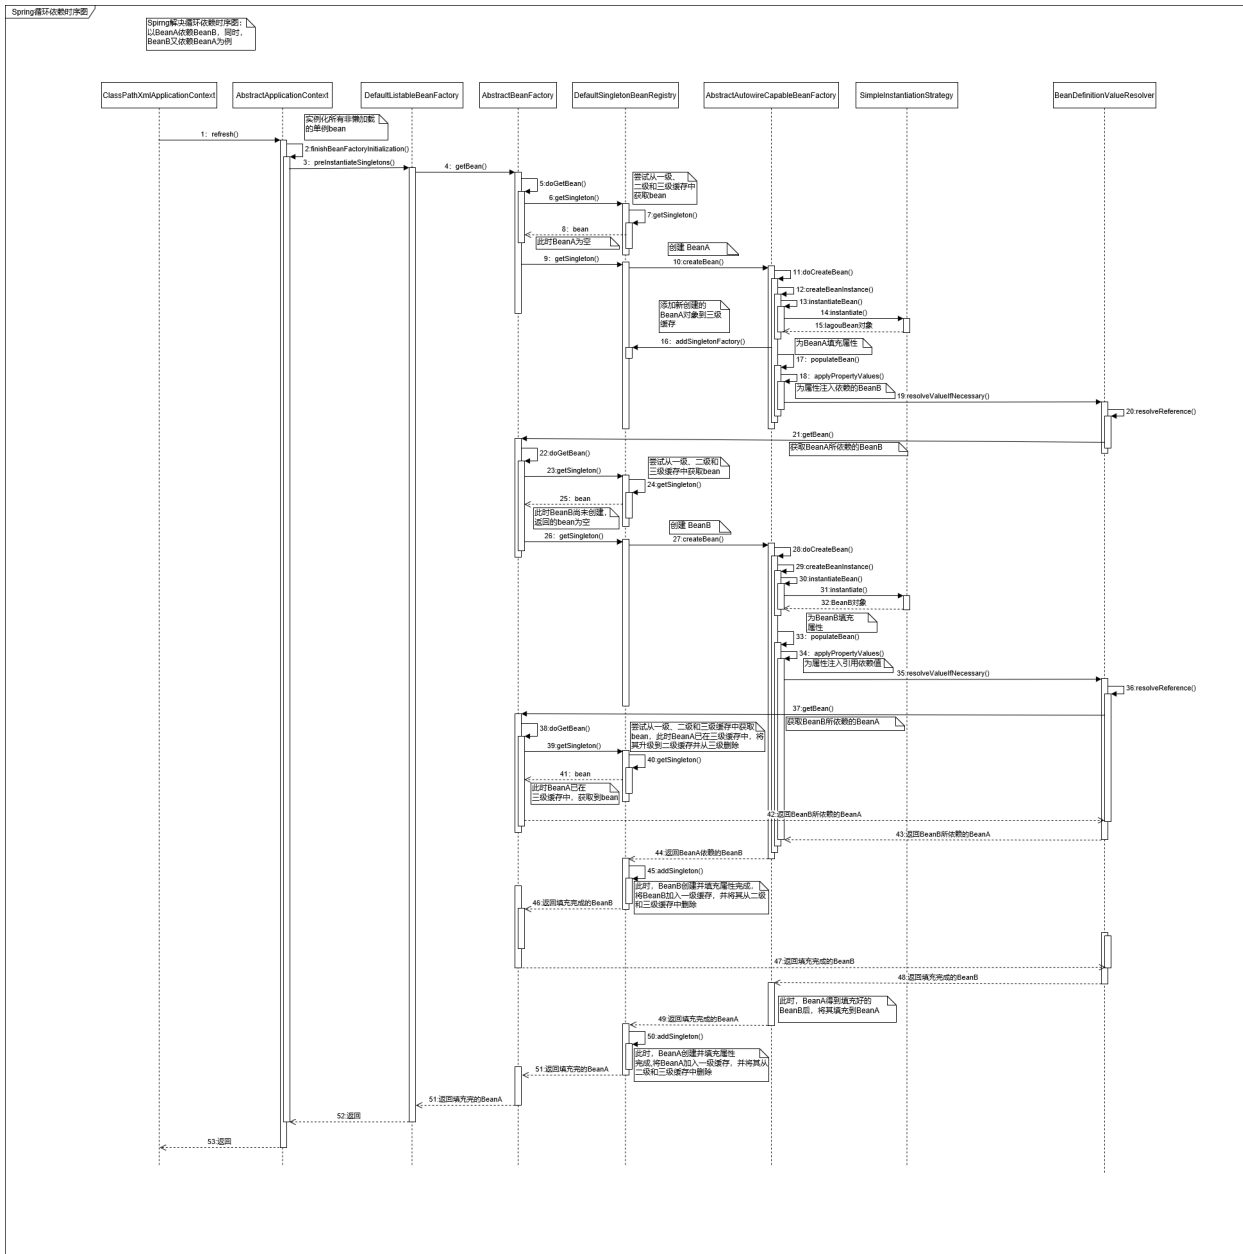 Spring循环依赖时序图
Spirng解决循环依赖时序图：
以BeanA依赖BeanB，同时，
BeanB又依赖BeanA为例
ClassPathXmlApplicationContext
AbstractApplicationContext
DefaultListableBeanFactory
AbstractBeanFactory
DefaultSingletonBeanRegistry
AbstractAutowireCapableBeanFactory
SimpleInstantiationStrategy
BeanDefinitionValueResolver
实例化所有非懒加载
的单例bean
1: refresh()
2:finishBeanFactoryInitialization()
3: preInstantiateSingletons()
4: getBean()
5:doGetBean()
尝试从一级、
二级和三级缓存中
获取bean
6:getSingleton()
7:getSingleton()
8: bean
此时BeanA为空
创建 BeanA
9: getSingleton()
10:createBean()
11:doCreateBean()
12:createBeanInstance()
13:instantiateBean()
14:instantiate()
15:lagouBean对象
添加新创建的
BeanA对象到三级
缓存
16: addSingletonFactory()
为BeanA填充属性
17: populateBean()
18: applyPropertyValues()
为属性注入依赖的BeanB
19:resolveValueIfNecessary()
20:resolveReference()
21:getBean()
获取BeanA所依赖的BeanB
22:doGetBean()
尝试从一级、二级和
三级缓存中获取bean
23:getSingleton()
24:getSingleton()
25: bean
此时BeanB尚未创建，
返回的bean为空
创建 BeanB
26: getSingleton()
27:createBean()
28:doCreateBean()
29:createBeanInstance()
30:instantiateBean()
31:instantiate()
32:BeanB对象
为BeanB填充
属性
33: populateBean()
34: applyPropertyValues()
为属性注入引用依赖值
35:resolveValueIfNecessary()
36:resolveReference()
37:getBean()
获取BeanB所依赖的BeanA
38:doGetBean()
尝试从一级、二级和三级缓存中获取
bean，此时BeanA已在三级缓存中，将
其升级到二级缓存并从三级删除
39:getSingleton()
40:getSingleton()
41: bean
此时BeanA已在
三级缓存中，获取到bean
42:返回BeanB所依赖的BeanA
43:返回BeanB所依赖的BeanA
44:返回BeanA依赖的BeanB
45:addSingleton()
此时，BeanB创建并填充属性完成，
将BeanB加入一级缓存，并将其从二级
和三级缓存中删除
46:返回填充完成的BeanB
47:返回填充完成的BeanB
48:返回填充完成的BeanB
此时，BeanA得到填充好的
BeanB后，将其填充到BeanA
49:返回填充完成的BeanA
50:addSingleton()
此时，BeanA创建并填充属性
完成,将BeanA加入一级缓存，并将其从
二级和三级缓存中删除
51:返回填充完的BeanA
51:返回填充完的BeanA
52:返回
53:返回